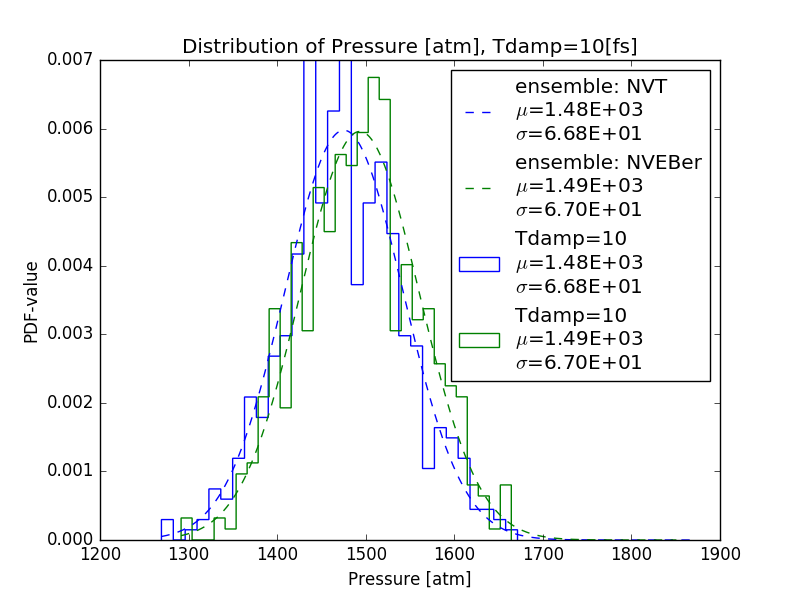 Distribution of Pressure [atm], Tdamp=10[fs]
0.007
0.006
0.005
0.004
0.003
0.002
0.001
0.000
PDF-value
ensemble: NVT
μ=1.48E+03
σ=6.68E+01
ensemble: NVEBer
μ=1.49E+03
σ=6.70E+01
Tdamp=10
μ=1.48E+03
σ=6.68E+01
Tdamp=10
μ=1.49E+03
σ=6.70E+01
1200 1300 1400 1500 1600 1700 1800 1900
Pressure [atm]